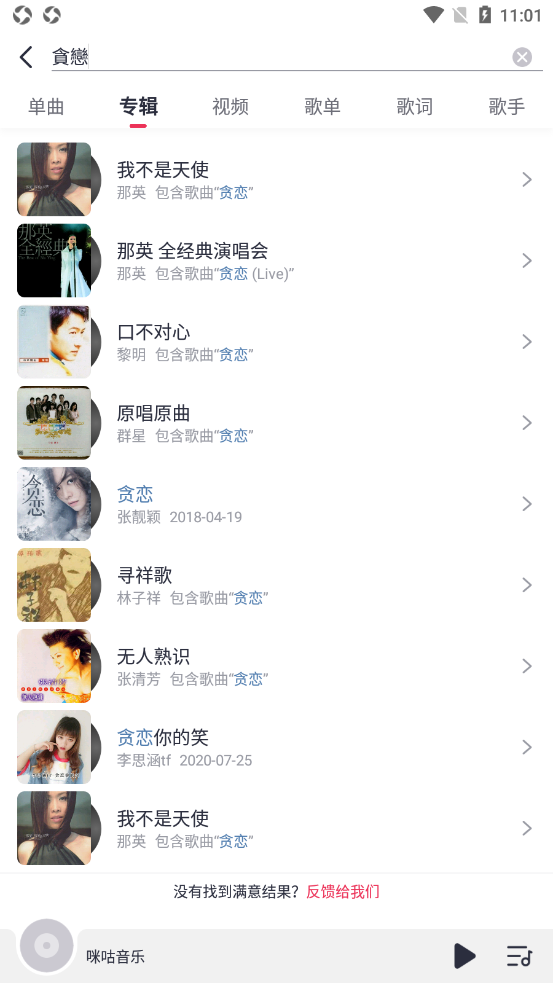 11:01
貪戀
单曲 专辑 视频 歌单 歌词 歌手
我不是天使
那英 包含歌曲“贪恋”
那英 全经典演唱会
那英 包含歌曲“贪恋 (Live)”
口不对心
黎明 包含歌曲“贪恋”
原唱原曲
群星 包含歌曲“贪恋”
贪恋
张靓颖 2018-04-19
寻祥歌
林子祥 包含歌曲“贪恋”
无人熟识
张清芳 包含歌曲“贪恋”
贪恋你的笑
李思涵tf 2020-07-25
我不是天使
那英 包含歌曲“贪恋”
没有找到满意结果？反馈给我们
咪咕音乐